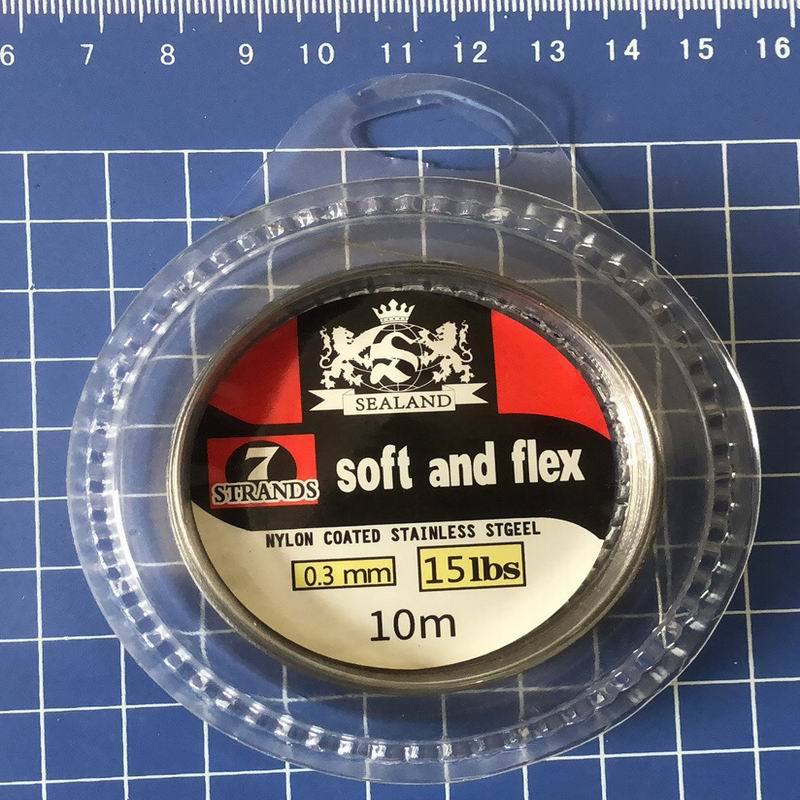 6 7 8 9 10 11 12 13 14 15 16
S
SEALAND
7
STRANDS
soft and flex
NYLON COATED STAINLESS STGEEL
0.3 mm 15lbs
10m